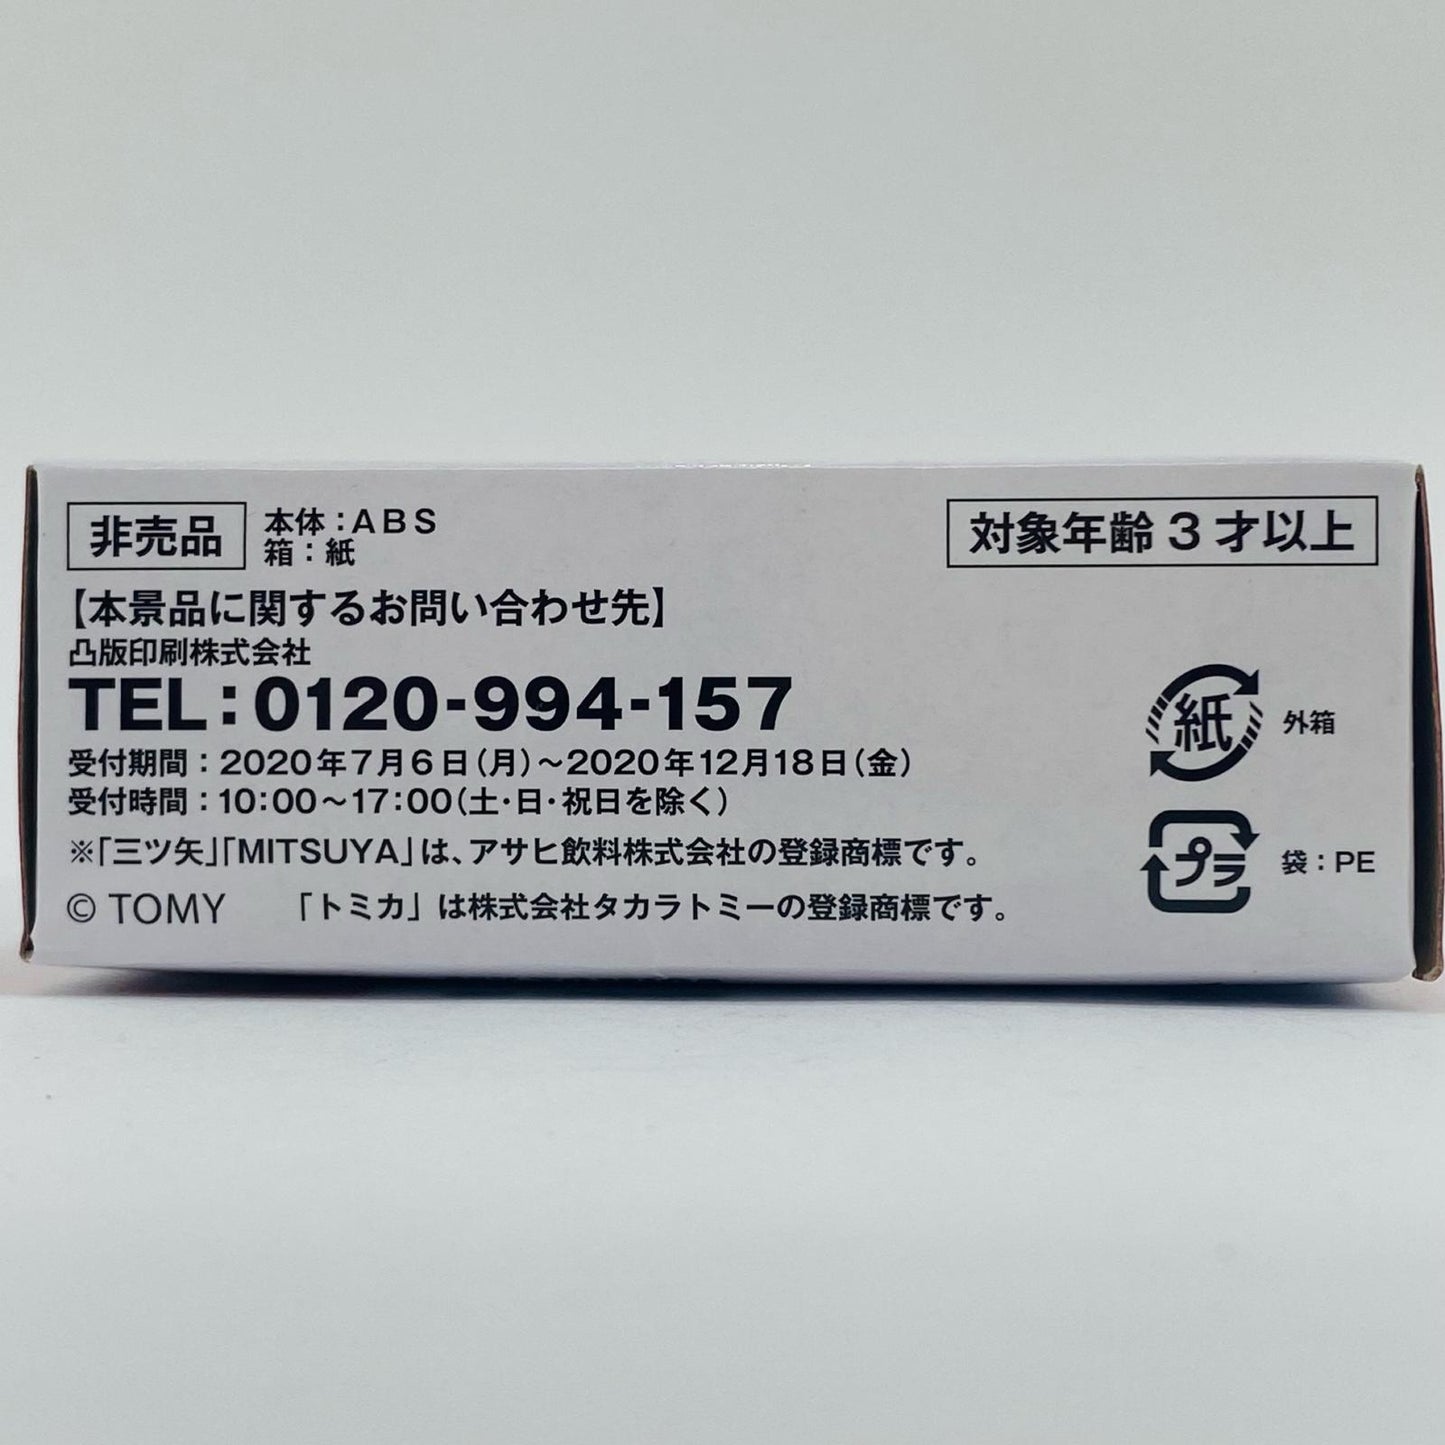 非売品
本体：ABS
箱：紙
対象年齢3才以上
【本景品に関するお問い合わせ先】
凸版印刷株式会社
TEL：0120-994-157
受付期間：2020年7月6日(月)～2020年12月18日(金)
受付時間：10:00～17:00(土・日・祝日を除く)
※「三ツ矢」「MITSUYA」は、アサヒ飲料株式会社の登録商標です。
© TOMY 「トミカ」は株式会社タカラトミーの登録商標です。
紙 外箱
プラ 袋：PE